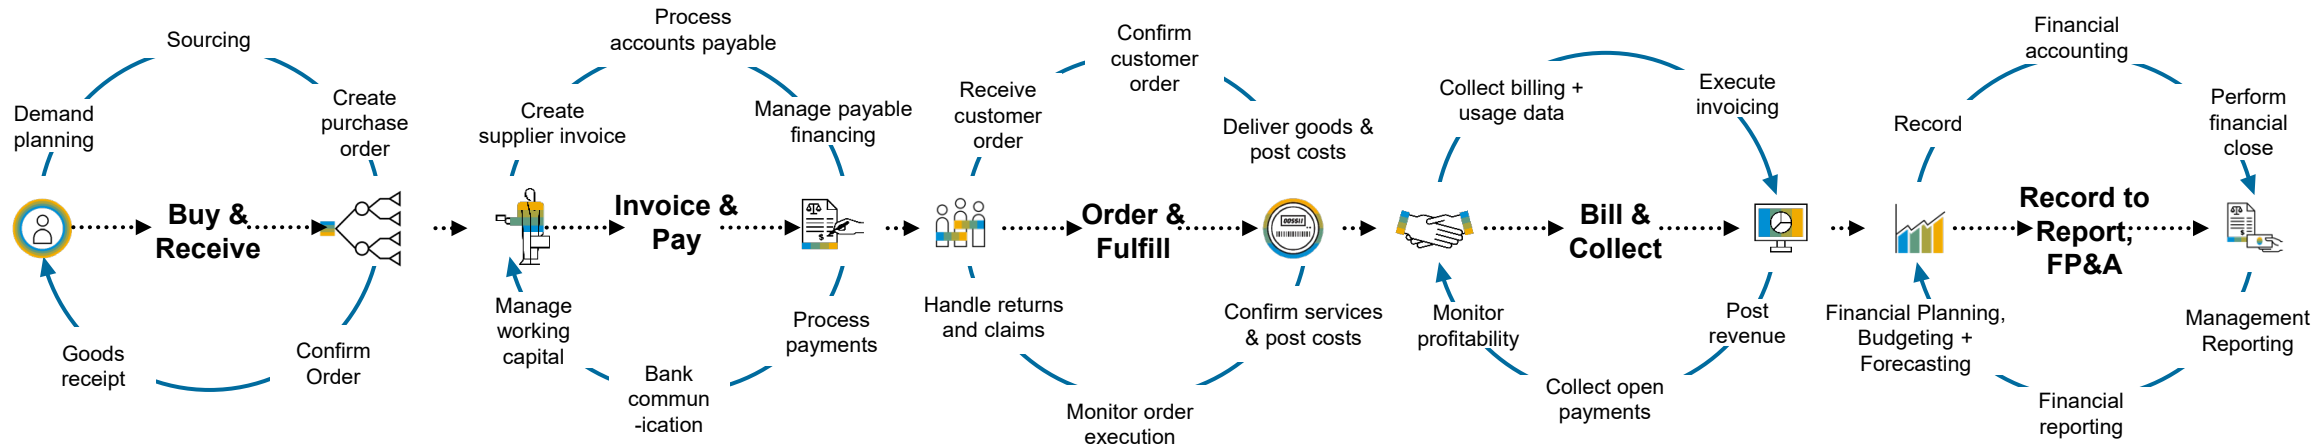 Sourcing
Demand
planning
Create
purchase
order
Buy &
Receive
Goods
receipt
Confirm
Order
Process
accounts payable
Create
supplier invoice
Manage payable
financing
Invoice &
Pay
Manage
working
capital
Process
payments
Bank
commun
-ication
Confirm
customer
order
Receive
customer
order
Deliver goods &
post costs
Order &
Fulfill
Handle returns
and claims
Confirm services
& post costs
Monitor order
execution
Collect billing +
usage data
Execute
invoicing
Bill &
Collect
Monitor
profitability
Post
revenue
Collect open
payments
Financial
accounting
Record
Perform
financial
close
Record to
Report,
FP&A
Financial Planning,
Budgeting +
Forecasting
Management
Reporting
Financial
reporting